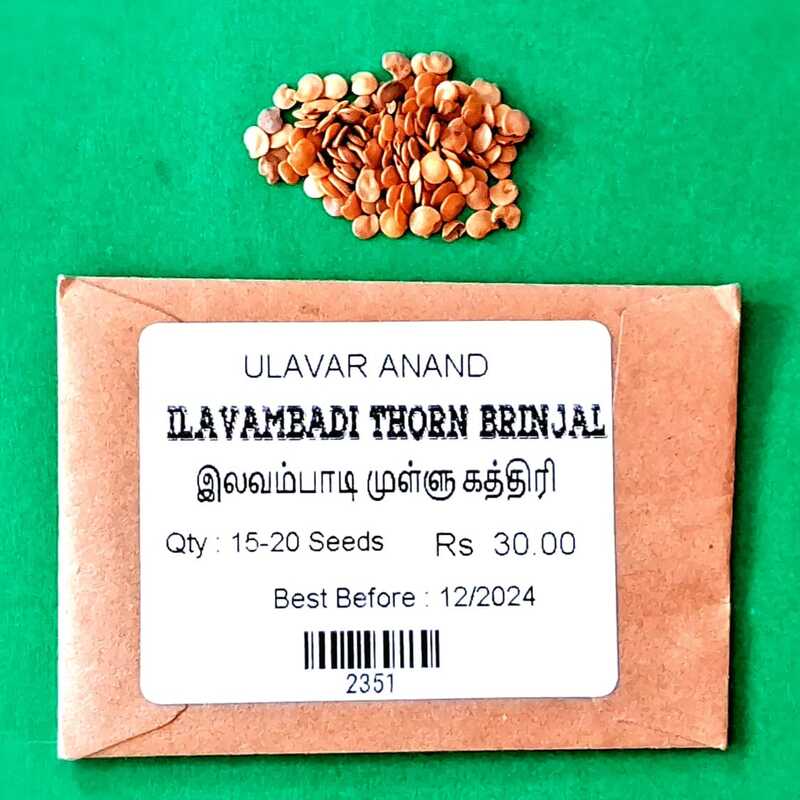 ULAVAR ANAND
ILAVAMBADI THORN BRINJAL
இலவம்பாடி முள்ளு கத்திரி
Qty : 15-20 Seeds Rs 30.00
Best Before : 12/2024
2351